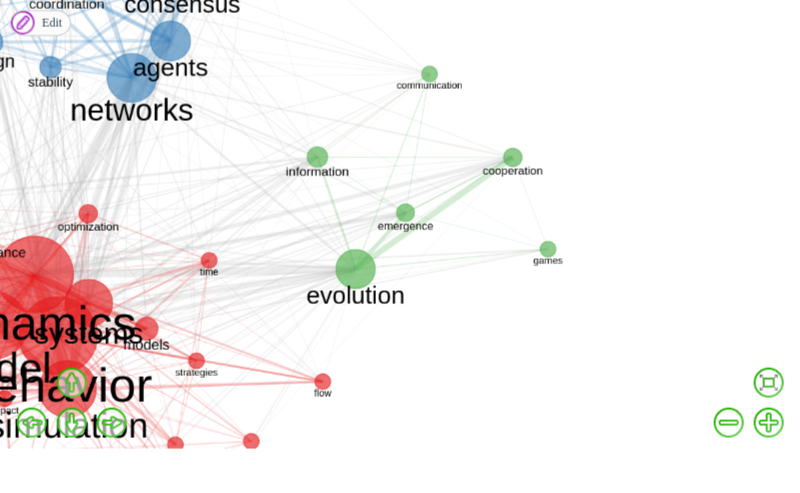 coordination
consensus
Edit
gn
agents
stability
communication
networks
information
cooperation
optimization
emergence
ance
time
games
evolution
namics
systems
models
del
strategies
ehavior
flow
pact
simulation